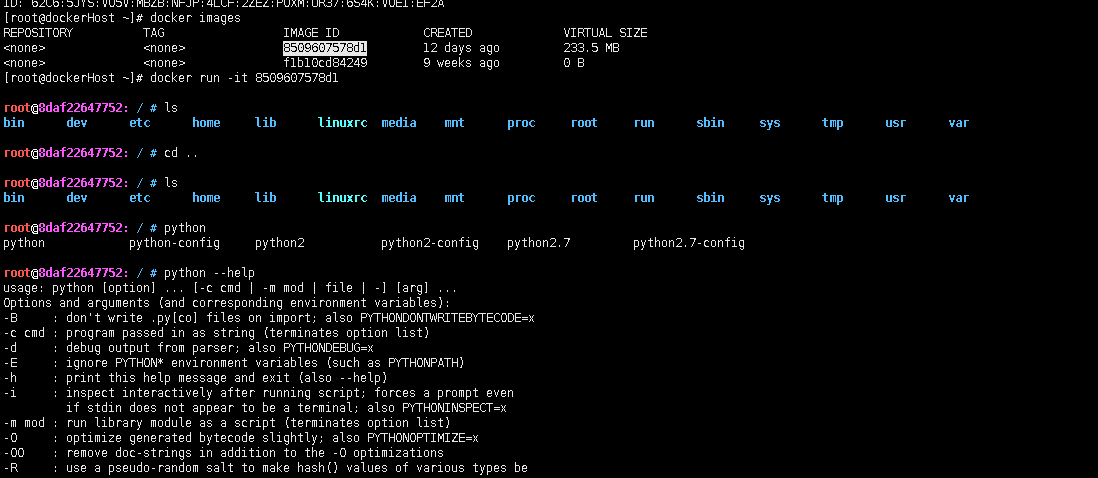 ID: 62C6:5JYS:VU5V:MBZB:NFJP:4LCF:2ZEZ:PUXM:UR37:6S4K:VUEI:EF2A
[root@dockerHost ~]# docker images
REPOSITORY TAG IMAGE ID CREATED VIRTUAL SIZE
<none> <none> 8509607578d1 12 days ago 233.5 MB
<none> <none> f1b10cd84249 9 weeks ago 0 B
[root@dockerHost ~]# docker run -it 8509607578d1
root@8daf22647752: / # ls
bin dev etc home lib linuxrc media mnt proc root run sbin sys tmp usr var
root@8daf22647752: / # cd ..
root@8daf22647752: / # ls
bin dev etc home lib linuxrc media mnt proc root run sbin sys tmp usr var
root@8daf22647752: / # python
python python-config python2 python2-config python2.7 python2.7-config
root@8daf22647752: / # python --help
usage: python [option] ... [-c cmd | -m mod | file | -] [arg] ...
Options and arguments (and corresponding environment variables):
-B : don't write .py[co] files on import; also PYTHONDONTWRITEBYTECODE=x
-c cmd : program passed in as string (terminates option list)
-d : debug output from parser; also PYTHONDEBUG=x
-E : ignore PYTHON* environment variables (such as PYTHONPATH)
-h : print this help message and exit (also --help)
-i : inspect interactively after running script; forces a prompt even
if stdin does not appear to be a terminal; also PYTHONINSPECT=x
-m mod : run library module as a script (terminates option list)
-O : optimize generated bytecode slightly; also PYTHONOPTIMIZE=x
-OO : remove doc-strings in addition to the -O optimizations
-R : use a pseudo-random salt to make hash() values of various types be